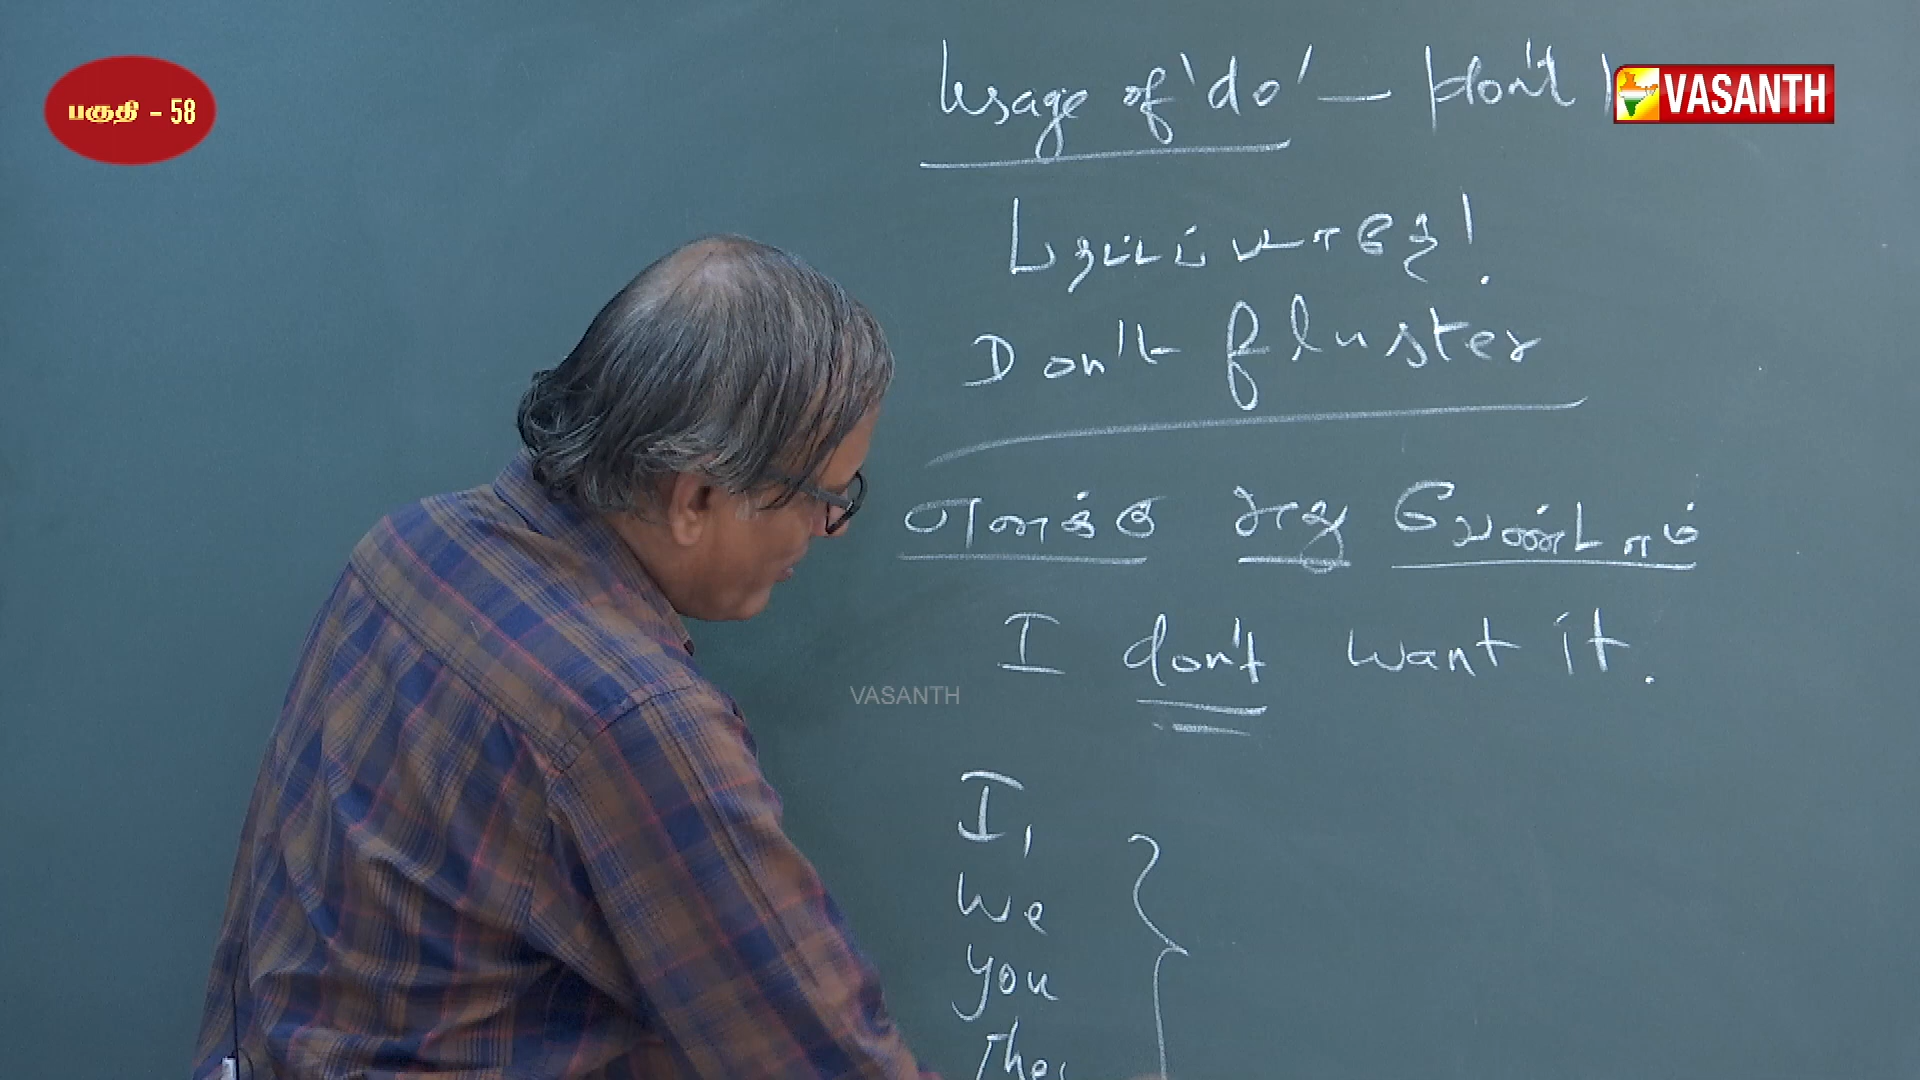 பகுதி - 58
VASANTH
Usage of 'do' — don't
பதட்டப்படாதே!
Don't fluster
எனக்கு அது வேண்டாம்
I don't want it.
VASANTH
I,
We
you